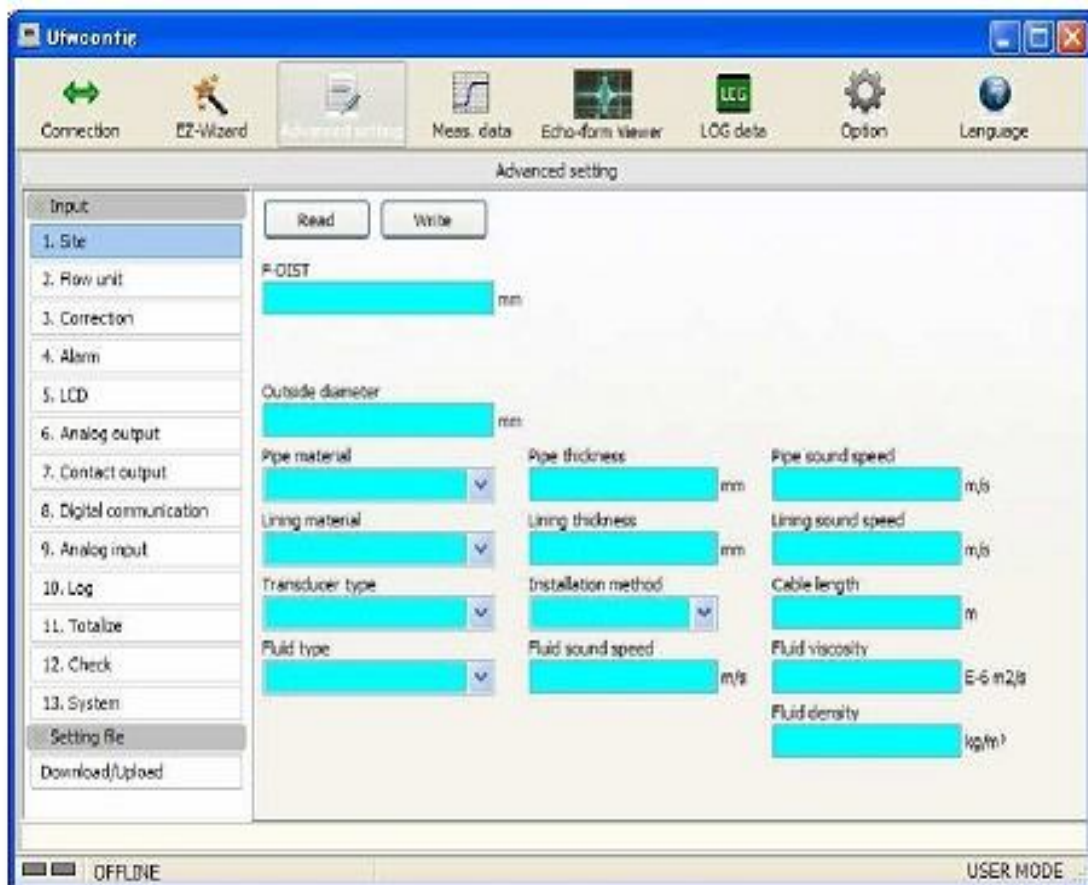 Ufwconfig
Connection EZ-Wizard Advanced setting Meas. data Echo-form Viewer LOG data Option Language
LOG
Advanced setting
Input
1. Site
2. Flow unit
3. Correction
4. Alarm
5. LCD
6. Analog output
7. Contact output
8. Digital communication
9. Analog input
10. Log
11. Totalize
12. Check
13. System
Setting file
Download/Upload
Read Write
F-DIST
mm
Outside diameter
mm
Pipe material Pipe thickness Pipe sound speed
mm m/s
Lining material Lining thickness Lining sound speed
mm m/s
Transducer type Installation method Cable length
m
Fluid type Fluid sound speed Fluid viscosity
m/s E-6 m2/s
Fluid density
kg/m³
OFFLINE USER MODE